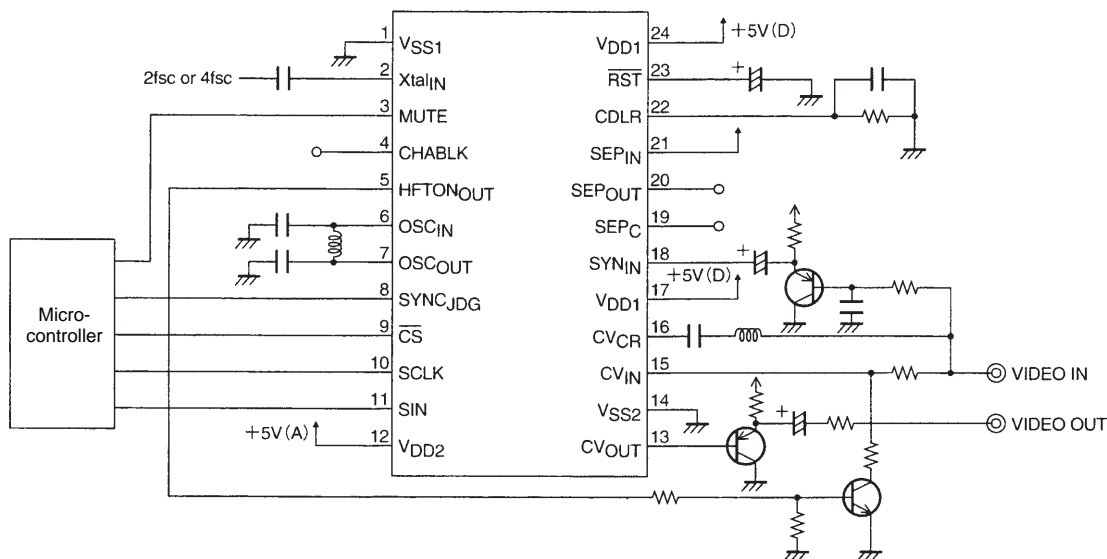 1 VSS1
2fsc or 4fsc 2 XtalIN
3 MUTE
4 CHABLK
5 HFTONOUT
6 OSCIN
7 OSCOUT
8 SYNCJDG
9 CS
10 SCLK
11 SIN
+5V(A) 12 VDD2
Micro-
controller
VDD1 24 +5V(D)
RST 23 +
CDLR 22
SEPIN 21
SEPOUT 20
SEPC 19
SYNIN 18 +
VDD1 17 +5V(D)
CVCR 16
CVIN 15 VIDEO IN
VSS2 14
+ VIDEO OUT
CVOUT 13